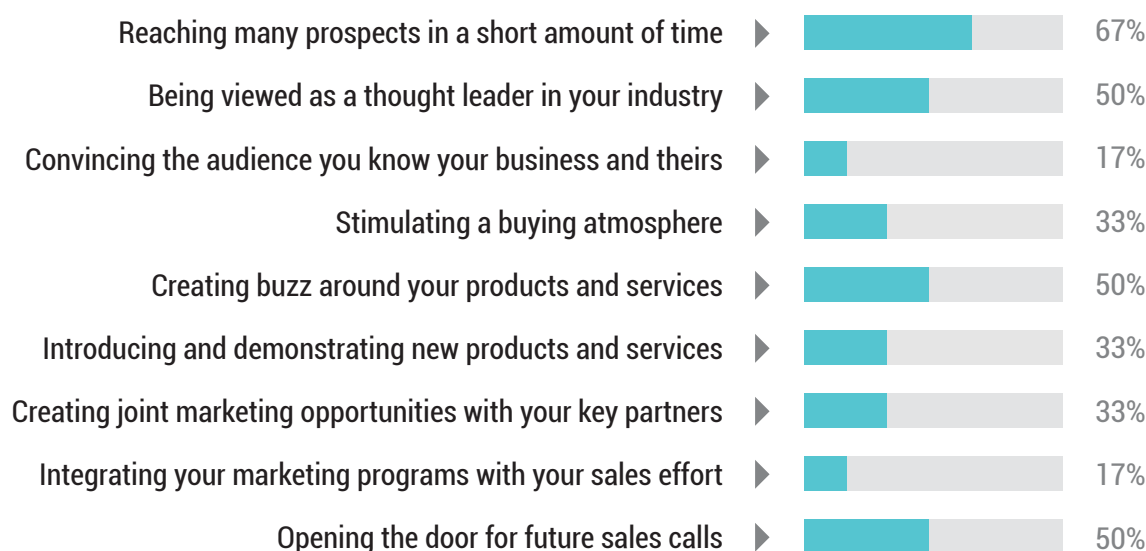 Reaching many prospects in a short amount of time 67%
Being viewed as a thought leader in your industry 50%
Convincing the audience you know your business and theirs 17%
Stimulating a buying atmosphere 33%
Creating buzz around your products and services 50%
Introducing and demonstrating new products and services 33%
Creating joint marketing opportunities with your key partners 33%
Integrating your marketing programs with your sales effort 17%
Opening the door for future sales calls 50%